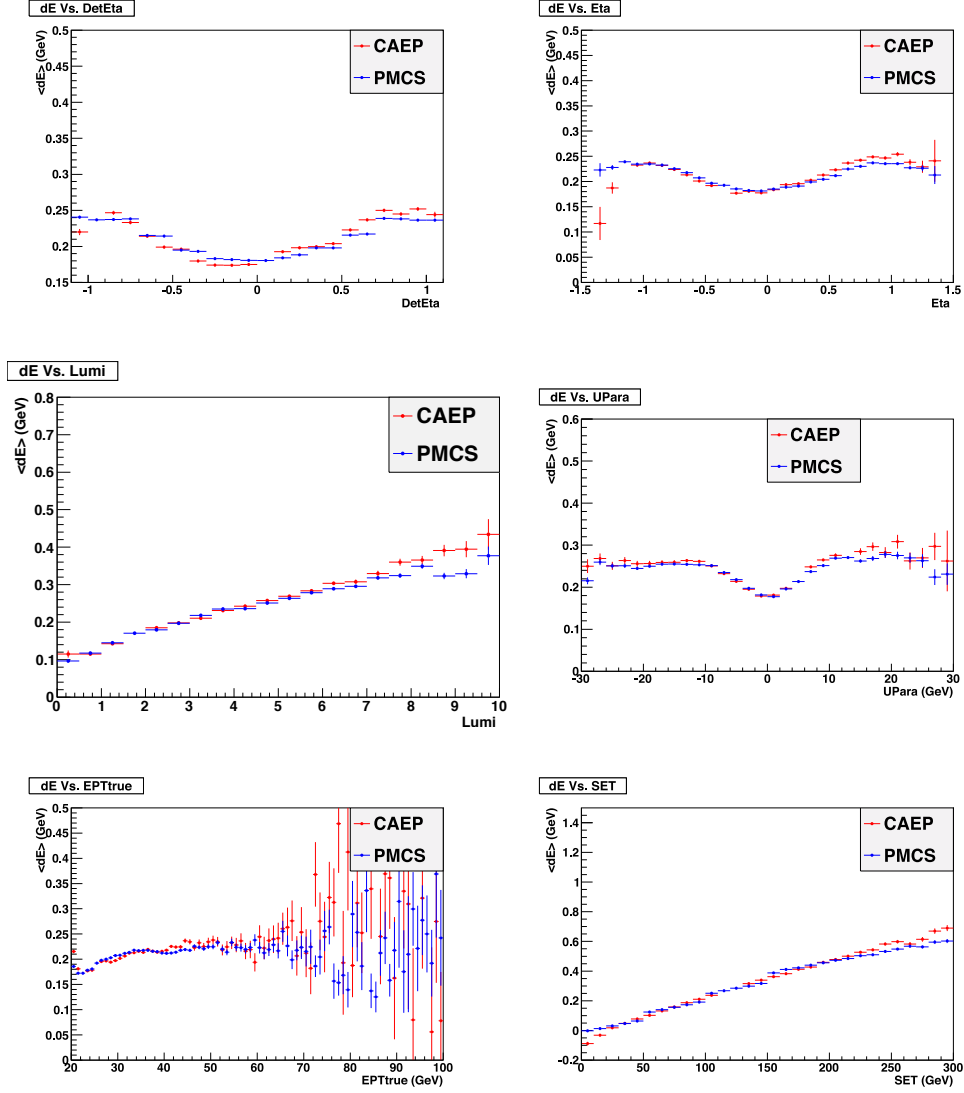 dE Vs. DetEta
<dE> (GeV)
0.5
0.45
0.4
0.35
0.3
0.25
0.2
0.15
-1 -0.5 0 0.5 1
DetEta
CAEP
PMCS
dE Vs. Eta
<dE> (GeV)
0.5
0.45
0.4
0.35
0.3
0.25
0.2
0.15
0.1
0.05
0
-1.5 -1 -0.5 0 0.5 1 1.5
Eta
CAEP
PMCS
dE Vs. Lumi
<dE> (GeV)
0.8
0.7
0.6
0.5
0.4
0.3
0.2
0.1
0
0 1 2 3 4 5 6 7 8 9 10
Lumi
CAEP
PMCS
dE Vs. UPara
<dE> (GeV)
0.6
0.5
0.4
0.3
0.2
0.1
0
-30 -20 -10 0 10 20 30
UPara (GeV)
CAEP
PMCS
dE Vs. EPTtrue
<dE> (GeV)
0.5
0.45
0.4
0.35
0.3
0.25
0.2
0.15
0.1
0.05
0
20 30 40 50 60 70 80 90 100
EPTtrue (GeV)
CAEP
PMCS
dE Vs. SET
<dE> (GeV)
1.4
1.2
1
0.8
0.6
0.4
0.2
0
-0.2
0 50 100 150 200 250 300
SET (GeV)
CAEP
PMCS